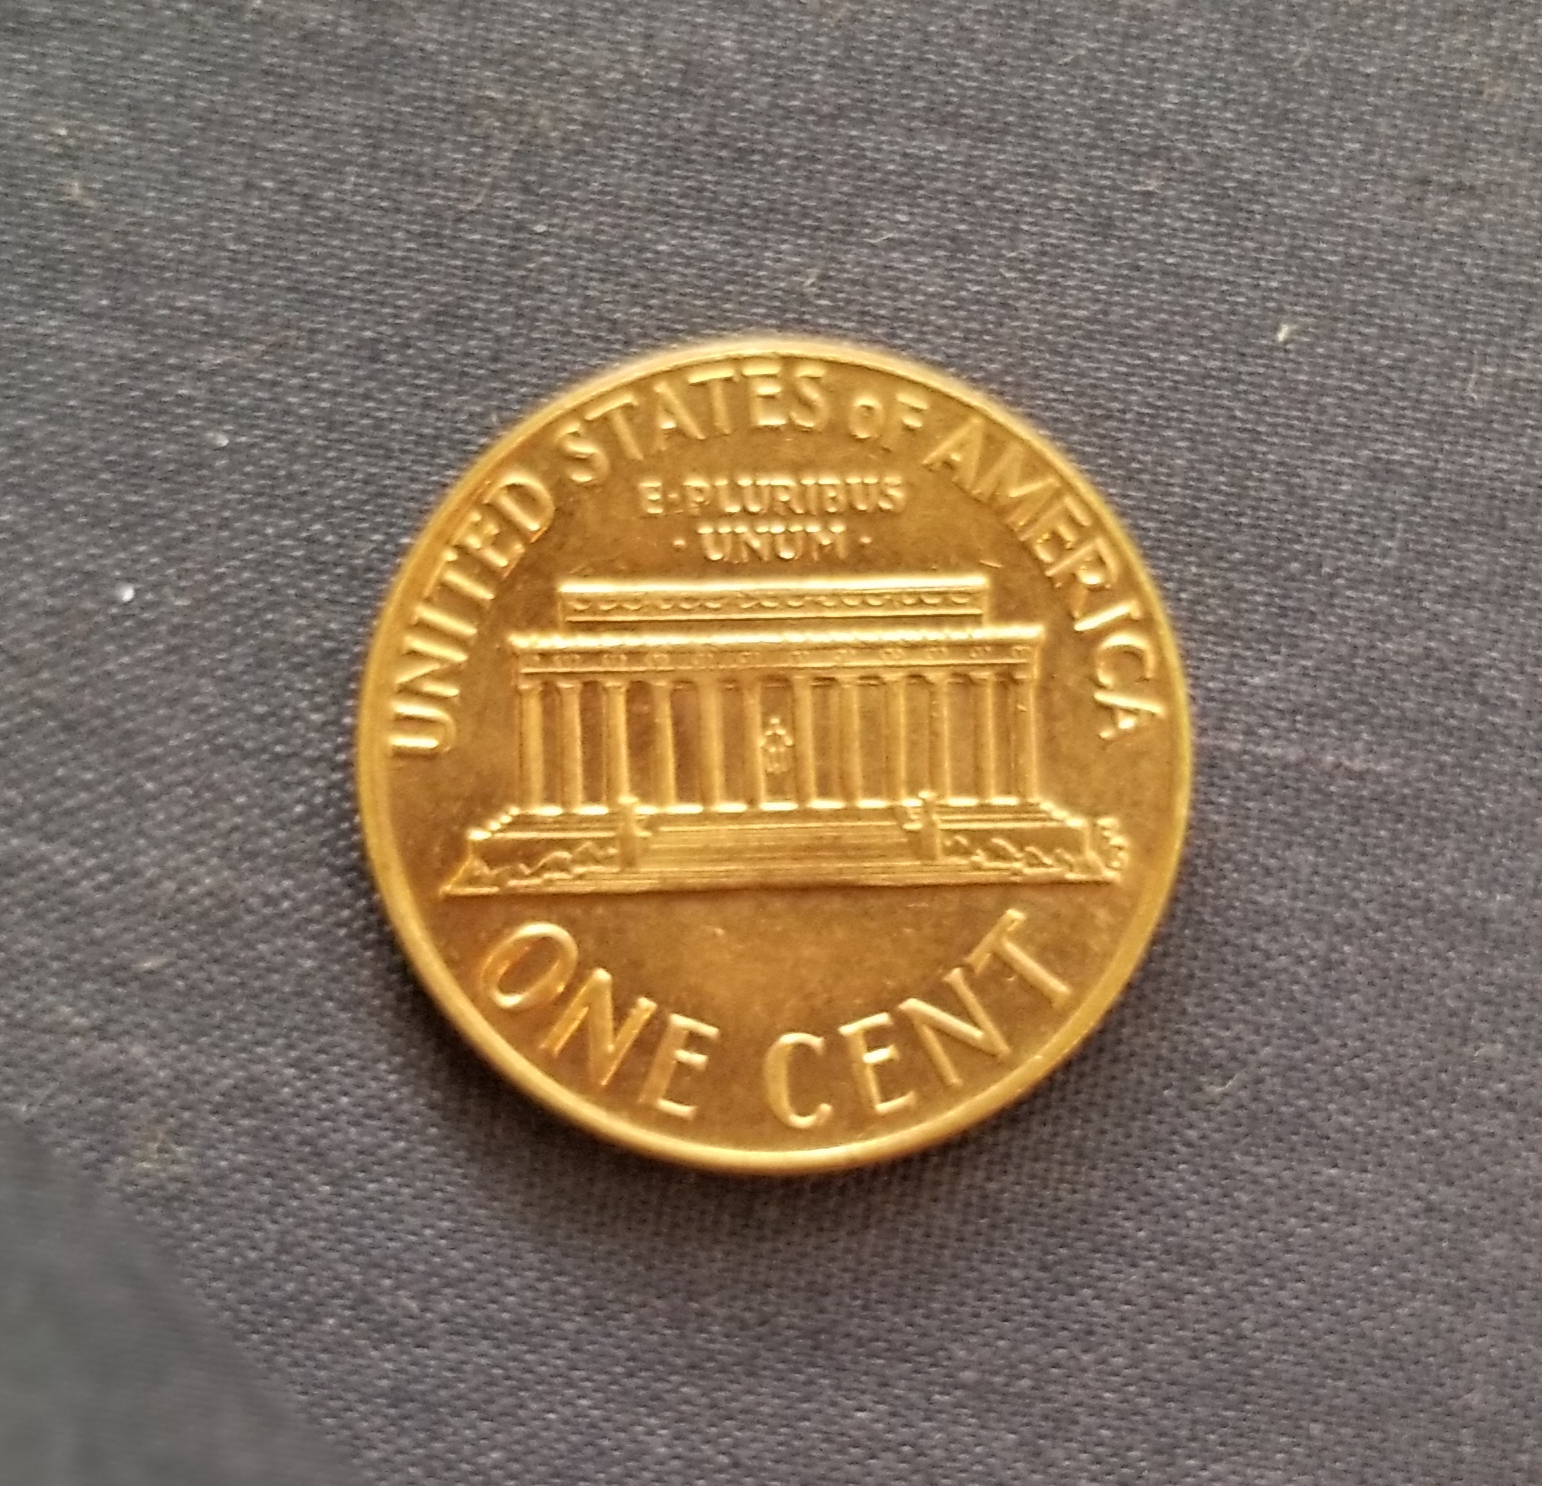 UNITED STATES OF AMERICA
E·PLURIBUS
·UNUM·
ONE CENT